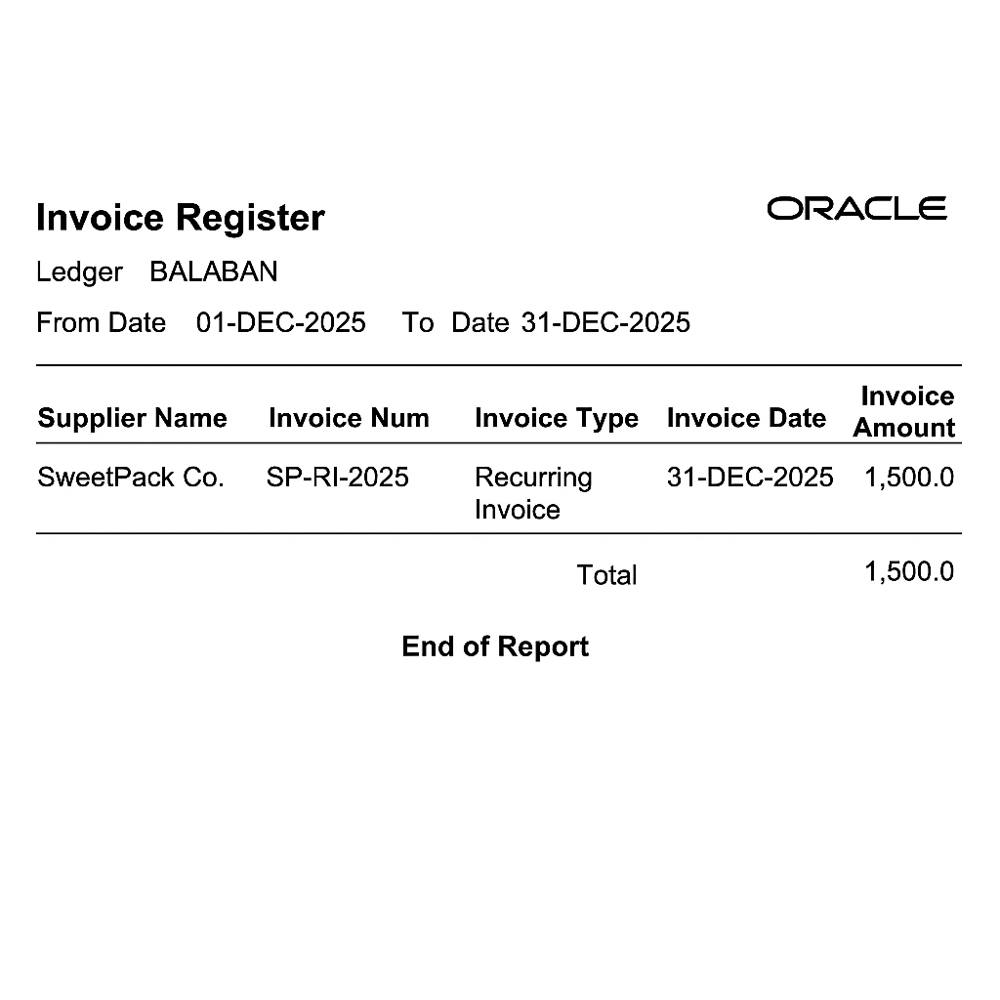 Invoice Register
ORACLE
Ledger BALABAN
From Date 01-DEC-2025 To Date 31-DEC-2025
Supplier Name Invoice Num Invoice Type Invoice Date Invoice Amount
SweetPack Co. SP-RI-2025 Recurring Invoice 31-DEC-2025 1,500.0
Total 1,500.0
End of Report